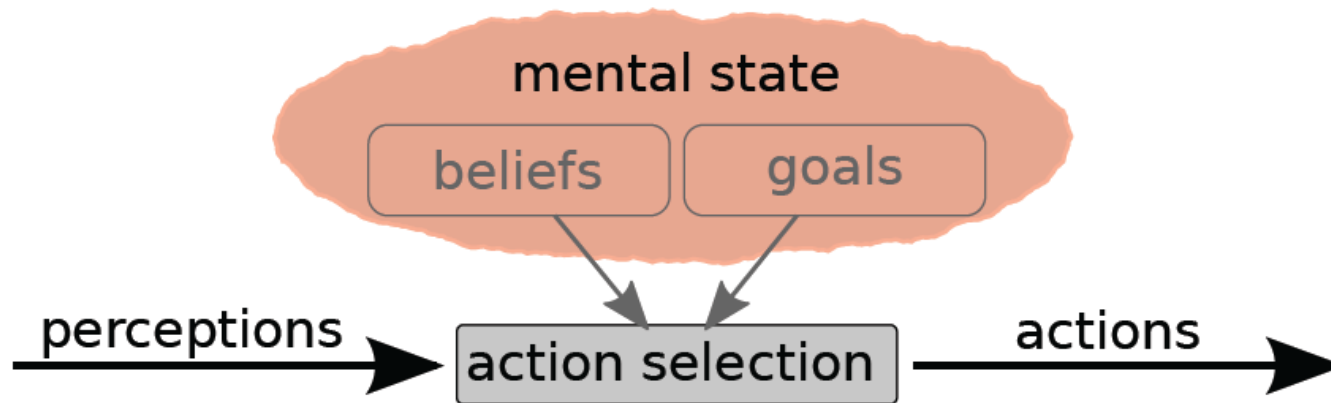 mental state
beliefs
goals
perceptions
action selection
actions